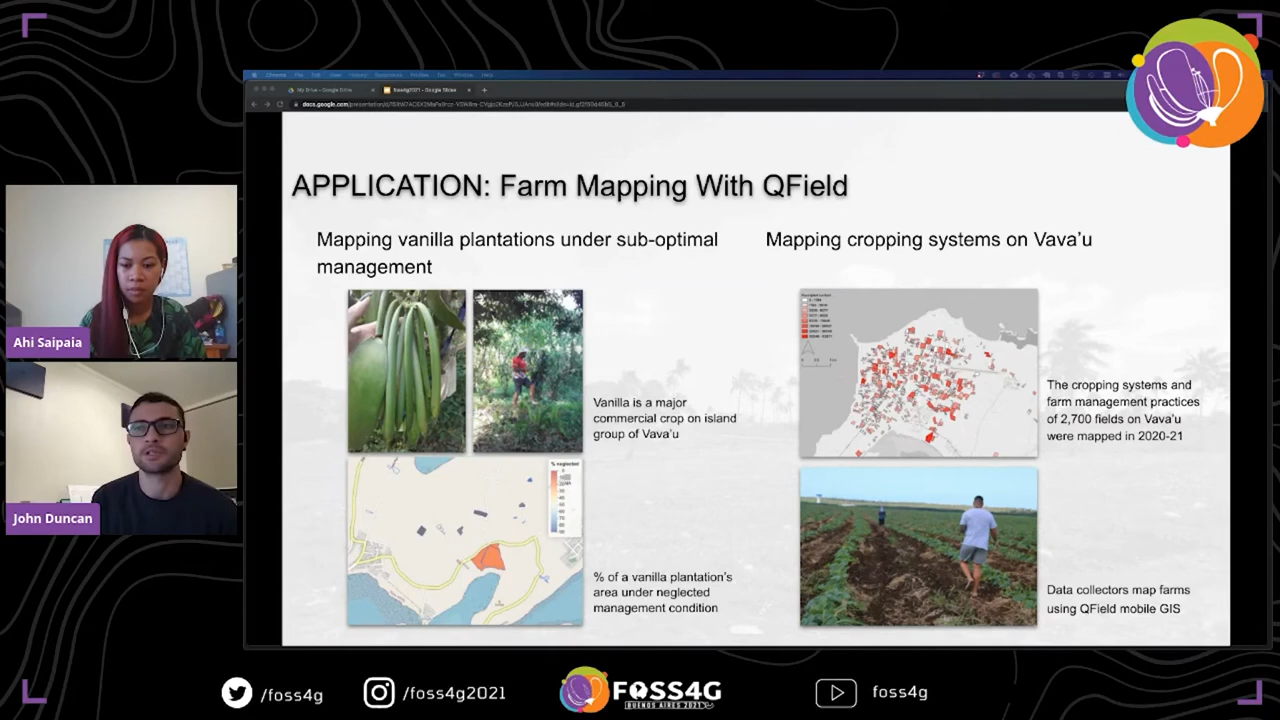 APPLICATION: Farm Mapping With QField
Mapping vanilla plantations under sub-optimal
management
Vanilla is a major
commercial crop on island
group of Vava’u
% neglected
% of a vanilla plantation’s
area under neglected
management condition
Mapping cropping systems on Vava’u
The cropping systems and
farm management practices
of 2,700 fields on Vava’u
were mapped in 2020-21
Data collectors map farms
using QField mobile GIS
Ahi Saipaia
John Duncan
/foss4g
/foss4g2021
FOSS4G
BUENOS AIRES 2021
foss4g